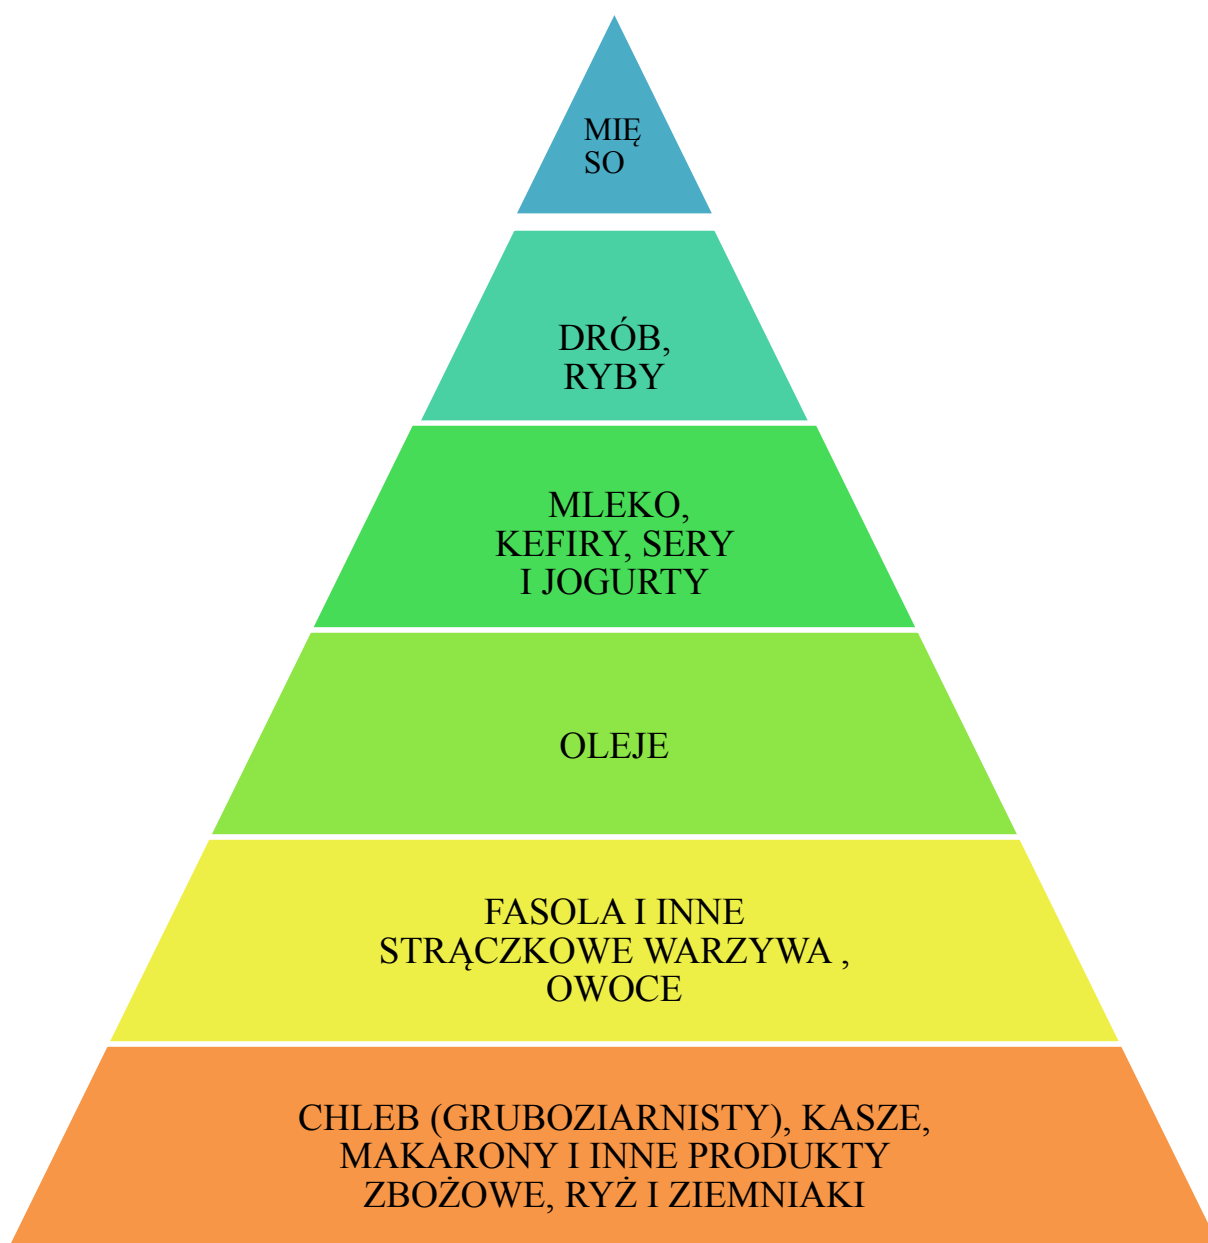 MIĘ
SO
DRÓB,
RYBY
MLEKO,
KEFIRY, SERY
I JOGURTY
OLEJE
FASOLA I INNE
STRĄCZKOWE WARZYWA ,
OWOCE
CHLEB (GRUBOZIARNISTY), KASZE,
MAKARONY I INNE PRODUKTY
ZBOŻOWE, RYŻ I ZIEMNIAKI